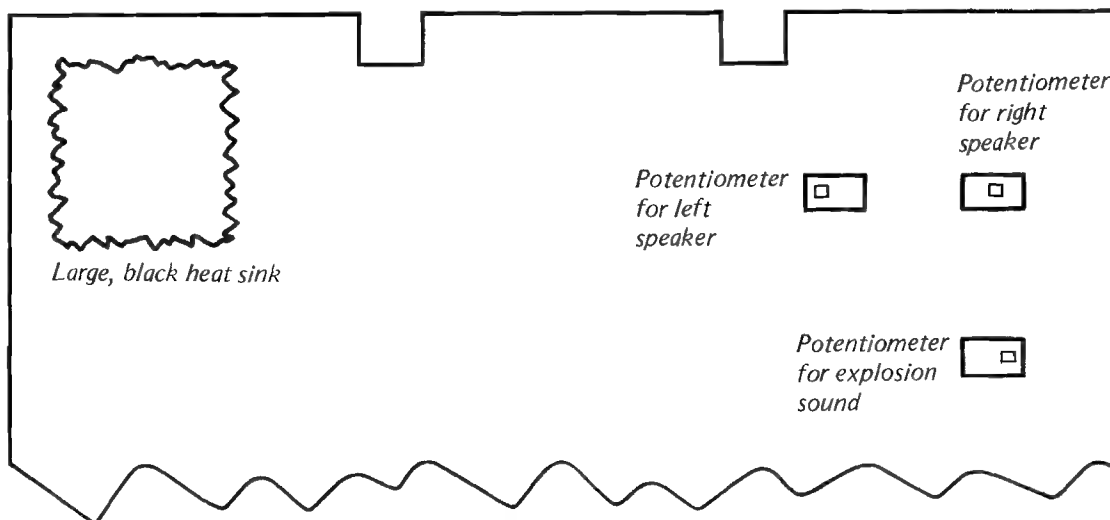 Potentiometer
for right
speaker
Potentiometer
for left
speaker
Large, black heat sink
Potentiometer
for explosion
sound